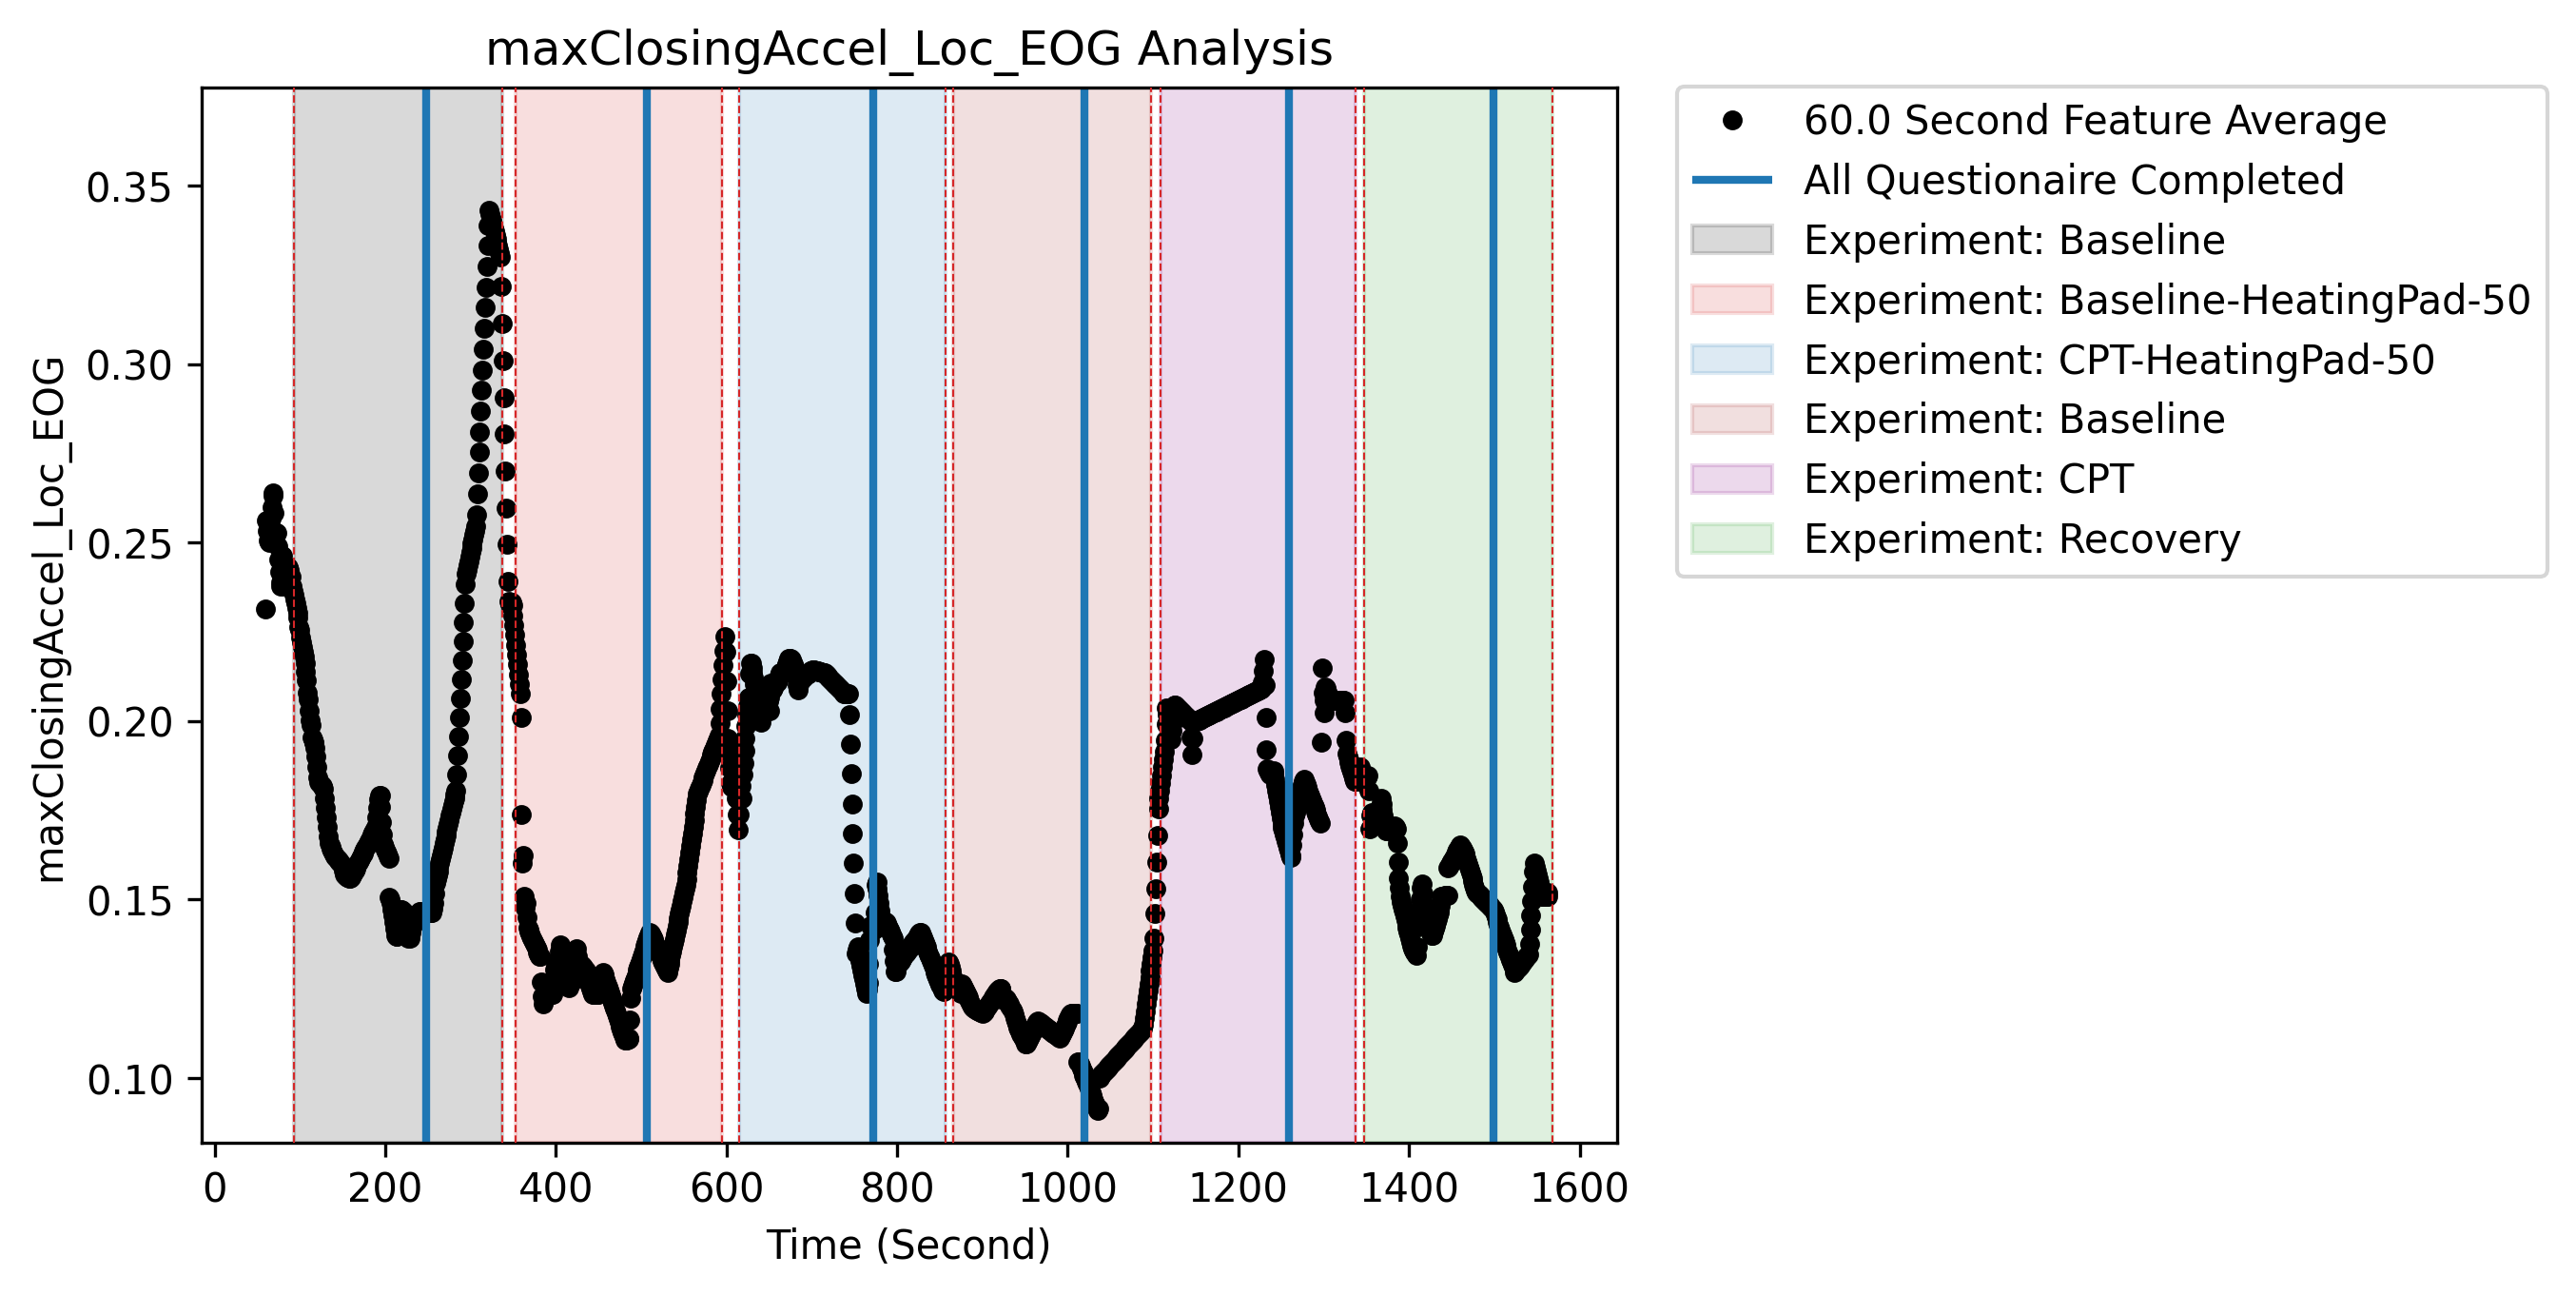 maxClosingAccel_Loc_EOG Analysis
maxClosingAccel_Loc_EOG
0.35
0.30
0.25
0.20
0.15
0.10
0 200 400 600 800 1000 1200 1400 1600
Time (Second)
60.0 Second Feature Average
All Questionaire Completed
Experiment: Baseline
Experiment: Baseline-HeatingPad-50
Experiment: CPT-HeatingPad-50
Experiment: Baseline
Experiment: CPT
Experiment: Recovery